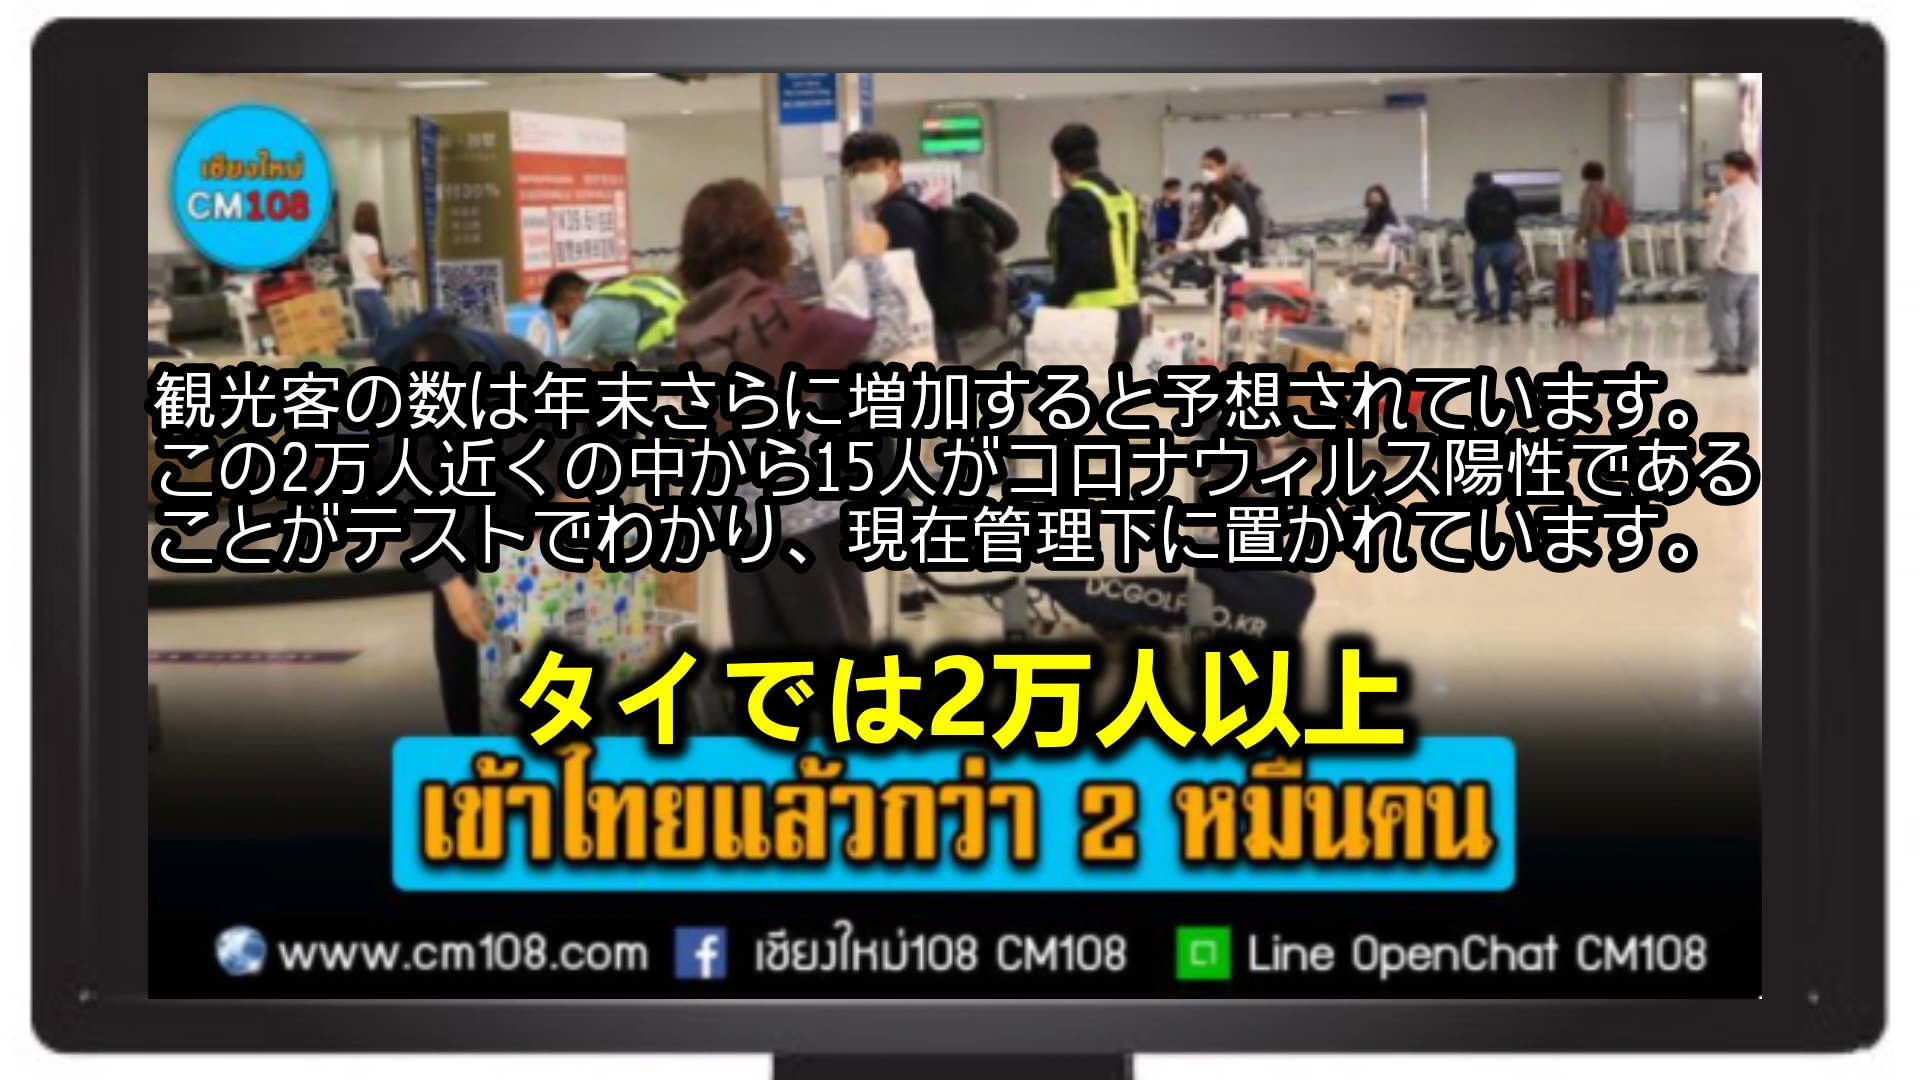 เชียงใหม่
CM108
観光客の数は年末さらに増加すると予想されています。
この2万人近くの中から15人がコロナウィルス陽性である
ことがテストでわかり、現在管理下に置かれています。
DCGOLF
O.KR
タイでは2万人以上
เข้าไทยแล้วกว่า 2 หมื่นคน
www.cm108.com
เชียงใหม่108 CM108
Line OpenChat CM108